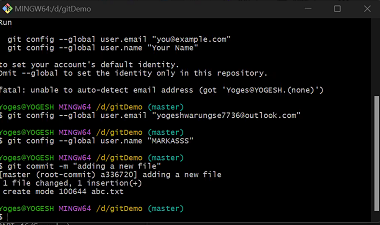 MINGW64:/d/gitDemo
Run
git config --global user.email "you@example.com"
git config --global user.name "Your Name"
to set your account's default identity.
Omit --global to set the identity only in this repository.
fatal: unable to auto-detect email address (got 'Yoges@YOGESH.(none)')
Yoges@YOGESH MINGW64 /d/gitDemo (master)
$ git config --global user.email "yogeshwarungse7736@outlook.com"
Yoges@YOGESH MINGW64 /d/gitDemo (master)
$ git config --global user.name "MARKASSS"
Yoges@YOGESH MINGW64 /d/gitDemo (master)
$ git commit -m "adding a new file"
[master (root-commit) a336720] adding a new file
1 file changed, 1 insertion(+)
create mode 100644 abc.txt
Yoges@YOGESH MINGW64 /d/gitDemo (master)
$